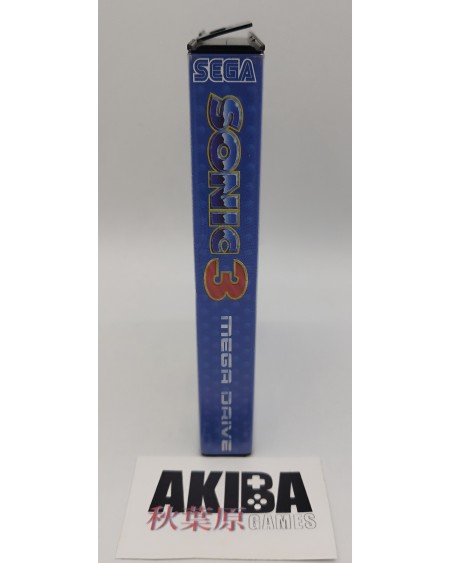 SEGA
SONIC 3
MEGA DRIVE
AKIBA
秋葉原 GAMES